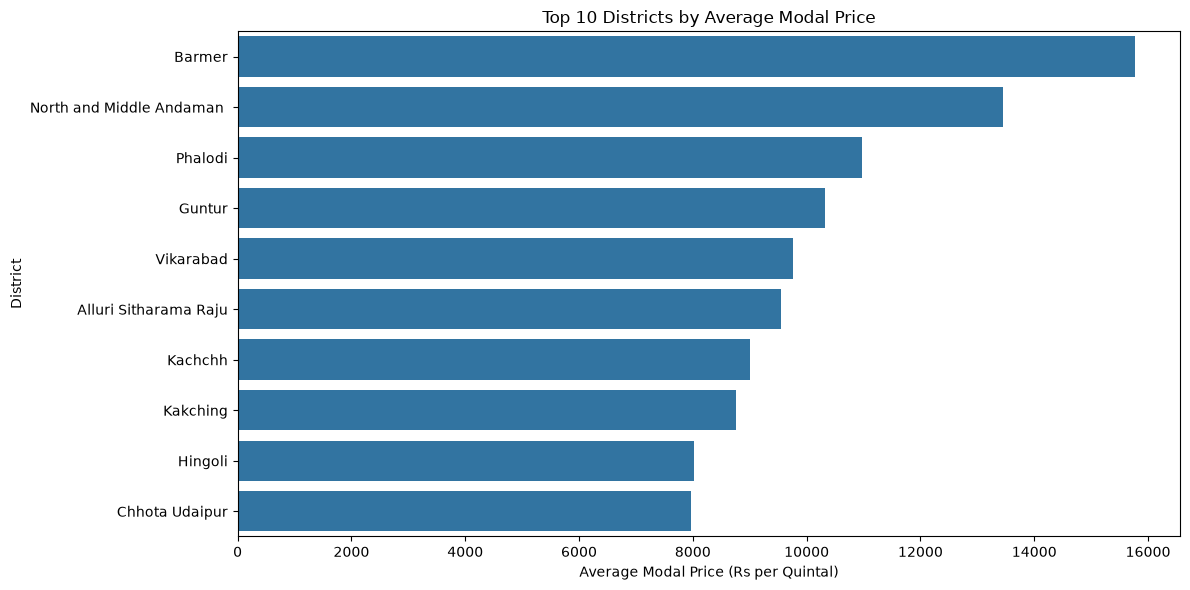 Top 10 Districts by Average Modal Price
District
Barmer
North and Middle Andaman
Phalodi
Guntur
Vikarabad
Alluri Sitharama Raju
Kachchh
Kakching
Hingoli
Chhota Udaipur
0 2000 4000 6000 8000 10000 12000 14000 16000
Average Modal Price (Rs per Quintal)